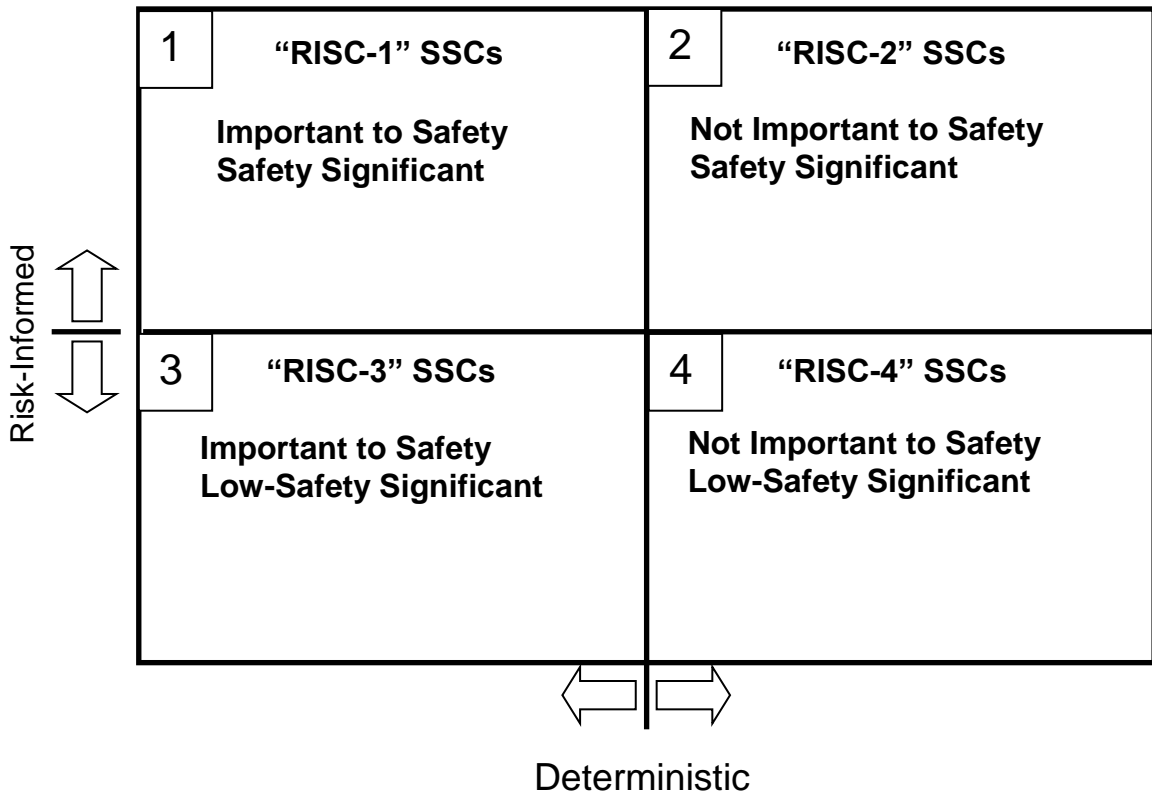 1
“RISC-1” SSCs
Important to Safety
Safety Significant
2
“RISC-2” SSCs
Not Important to Safety
Safety Significant
Risk-Informed
3
“RISC-3” SSCs
Important to Safety
Low-Safety Significant
4
“RISC-4” SSCs
Not Important to Safety
Low-Safety Significant
Deterministic